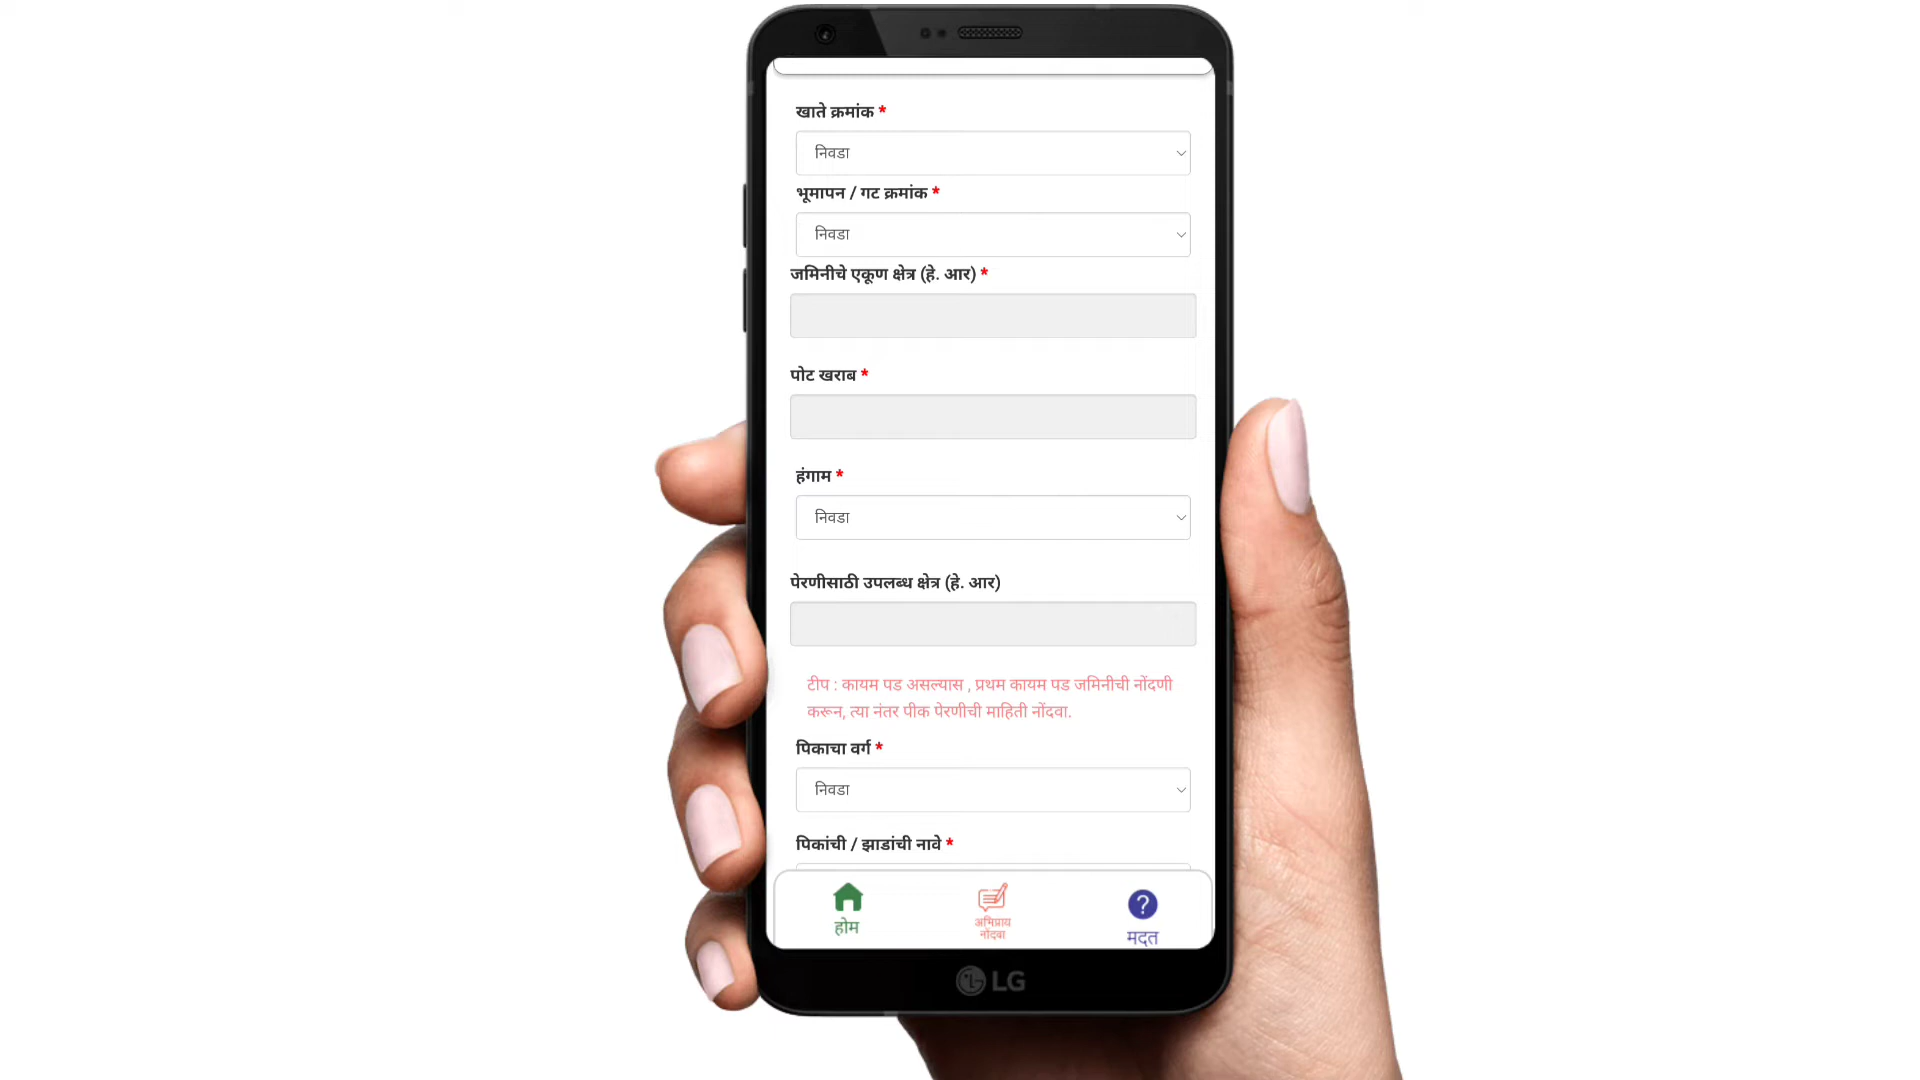 खाते क्रमांक *
निवडा
भूमापन / गट क्रमांक *
निवडा
जमिनीचे एकूण क्षेत्र (हे. आर) *
पोट खराब *
हंगाम *
निवडा
पेरणीसाठी उपलब्ध क्षेत्र (हे. आर)
टीप : कायम पड असल्यास , प्रथम कायम पड जमिनीची नोंदणी
करून, त्या नंतर पीक पेरणीची माहिती नोंदवा.
पिकाचा वर्ग *
निवडा
पिकांची / झाडांची नावे *
होम
अभिप्राय
नोंदवा
?
मदत
LG